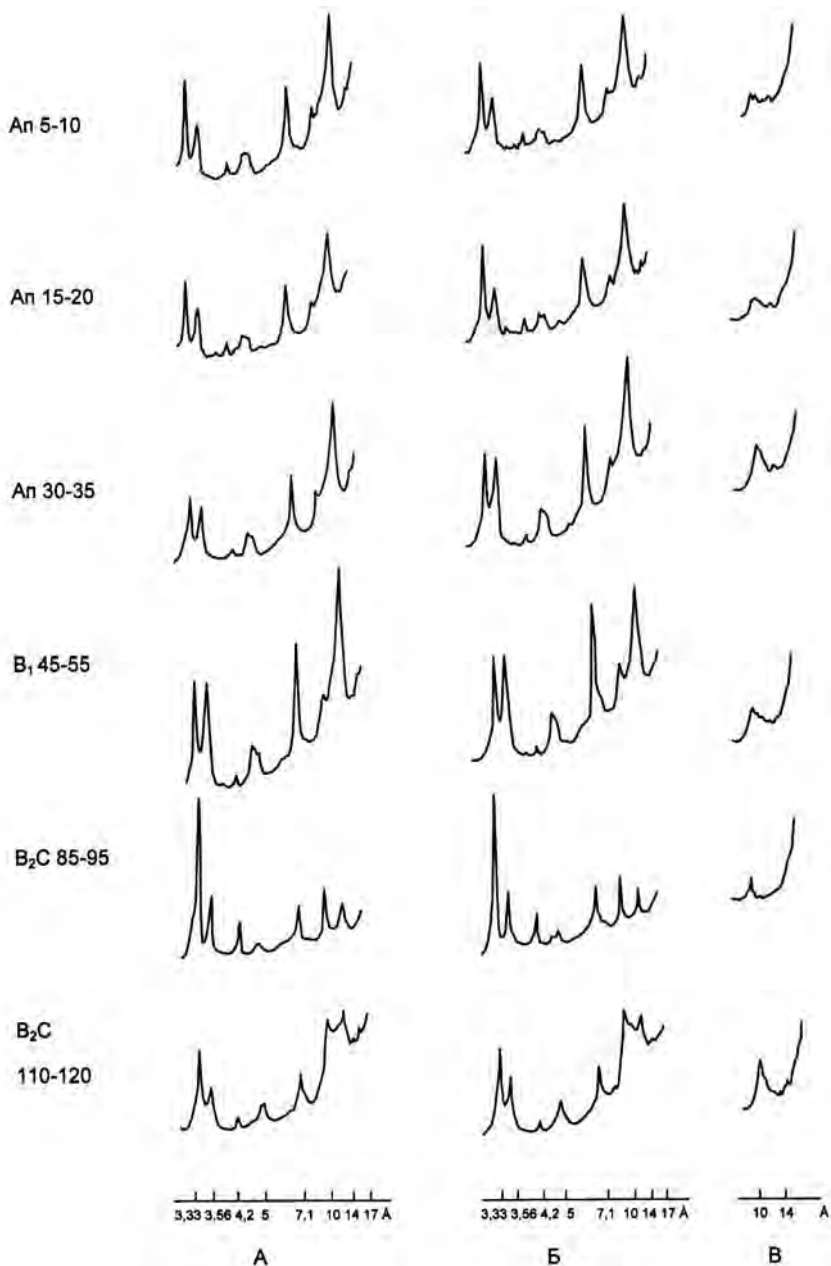 Ап 5-10
Ап 15-20
Ап 30-35
В₁ 45-55
В₂С 85-95
В₂С
110-120
3,33 3,56 4,2 5 7,1 10 14 17 Å
3,33 3,56 4,2 5 7,1 10 14 17 Å
10 14 Å
А Б В